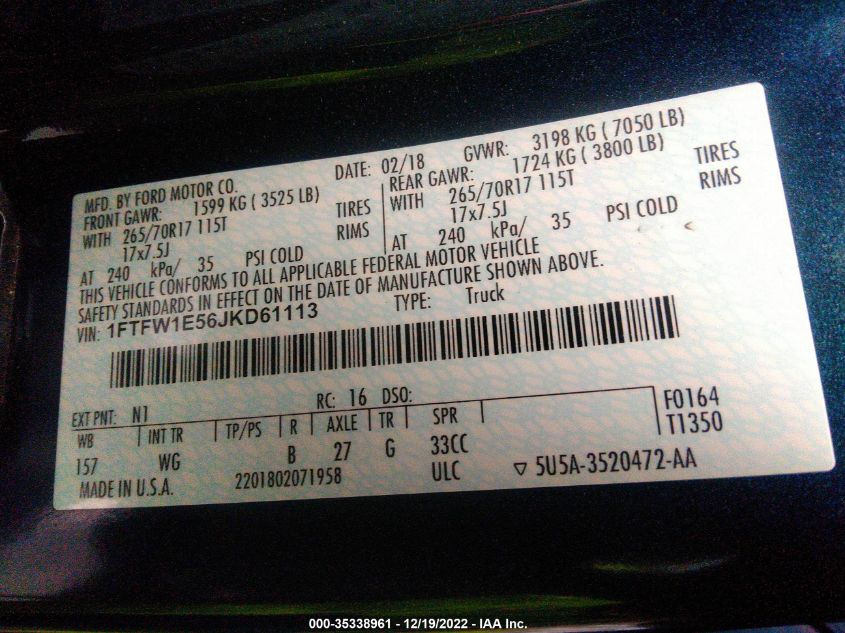 MFD. BY FORD MOTOR CO. DATE: 02/18 GVWR: 3198 KG ( 7050 LB)
FRONT GAWR: 1599 KG ( 3525 LB) REAR GAWR: 1724 KG ( 3800 LB)
WITH 265/70R17 115T TIRES WITH 265/70R17 115T TIRES
17x7.5J RIMS 17x7.5J RIMS
AT 240 kPa/ 35 PSI COLD AT 240 kPa/ 35 PSI COLD
THIS VEHICLE CONFORMS TO ALL APPLICABLE FEDERAL MOTOR VEHICLE
SAFETY STANDARDS IN EFFECT ON THE DATE OF MANUFACTURE SHOWN ABOVE.
VIN: 1FTFW1E56JKD61113 TYPE: Truck
EXT PNT: N1 RC: 16 DSO: F0164
WB INT TR TP/PS R AXLE TR SPR T1350
157 WG B 27 G 33CC
MADE IN U.S.A. 2201802071958 ULC ▽ 5U5A-3520472-AA
000-35338961 - 12/19/2022 - IAA Inc.